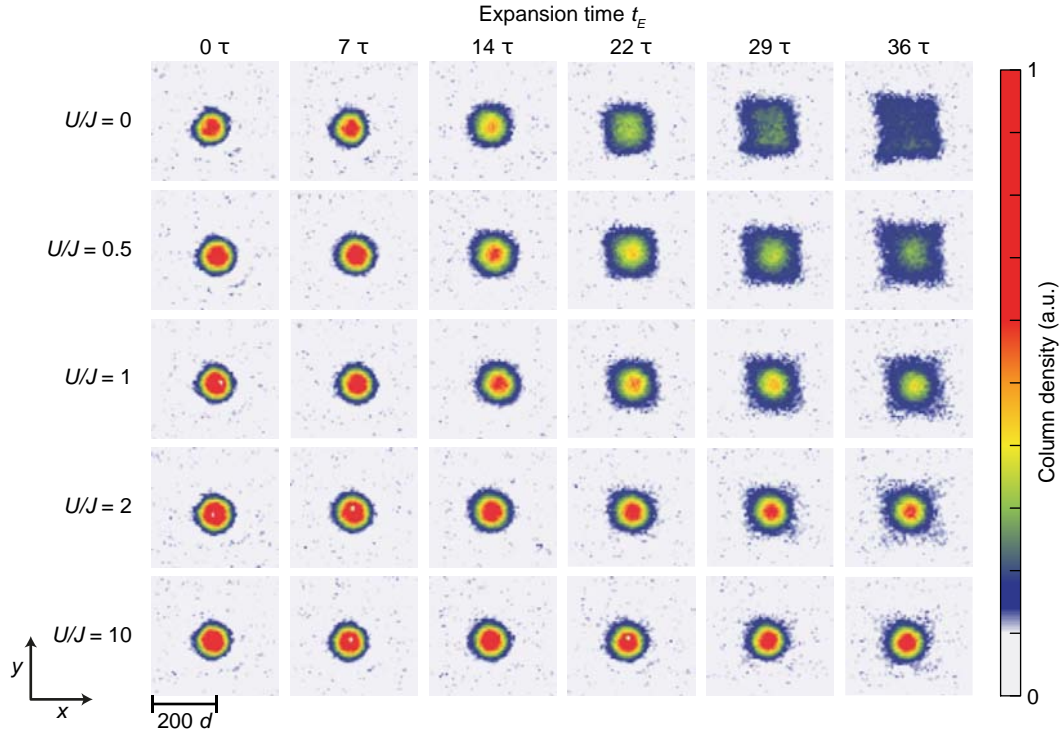 Expansion time t_E
0 τ 7 τ 14 τ 22 τ 29 τ 36 τ
U/J = 0
U/J = 0.5
U/J = 1
U/J = 2
U/J = 10
1
Column density (a.u.)
0
y
x
200 d